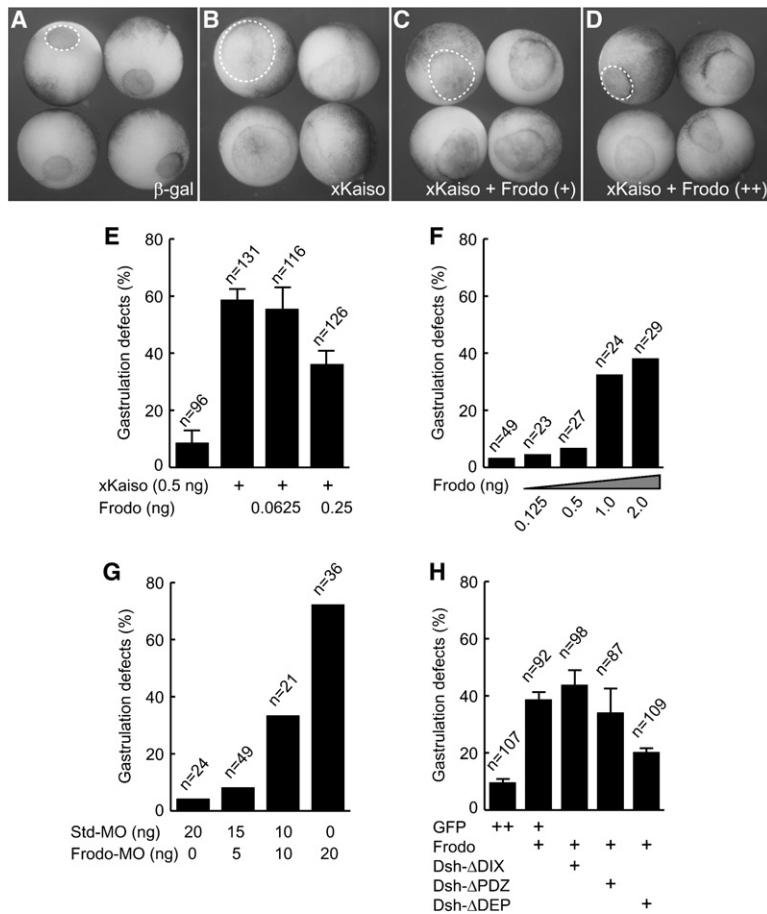 A
B
C
D
β-gal
xKaiso
xKaiso + Frodo (+)
xKaiso + Frodo (++)
E
Gastrulation defects (%)
80
60
40
20
0
n=96
n=131
n=116
n=126
xKaiso (0.5 ng) + + +
Frodo (ng) 0.0625 0.25
F
Gastrulation defects (%)
80
60
40
20
0
n=49
n=23
n=27
n=24
n=29
Frodo (ng)
0.125 0.5 1.0 2.0
G
Gastrulation defects (%)
80
60
40
20
0
n=24
n=49
n=21
n=36
Std-MO (ng) 20 15 10 0
Frodo-MO (ng) 0 5 10 20
H
Gastrulation defects (%)
80
60
40
20
0
n=107
n=92
n=98
n=87
n=109
GFP ++ +
Frodo + + + +
Dsh-ΔDIX +
Dsh-ΔPDZ +
Dsh-ΔDEP +